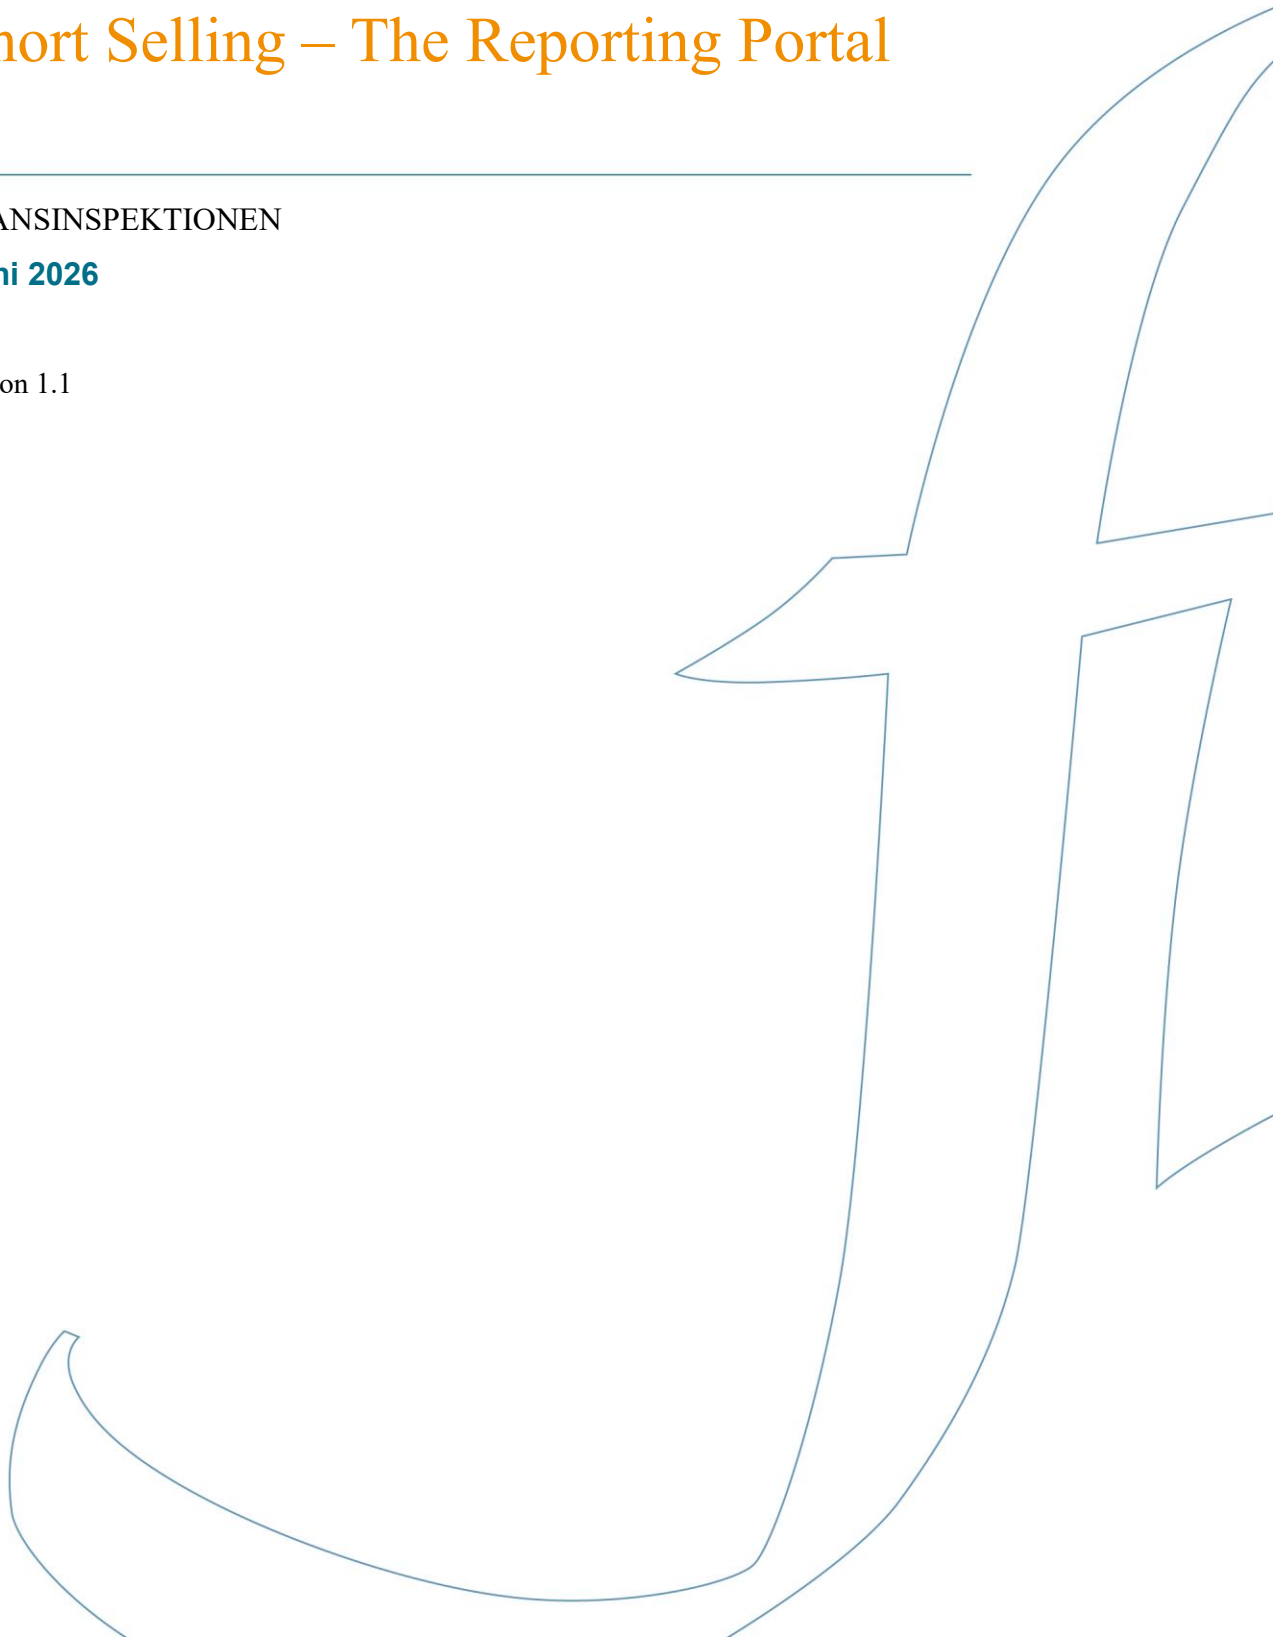 hort Selling – The Reporting Portal
ANSINSPEKTIONEN
ni 2026
on 1.1